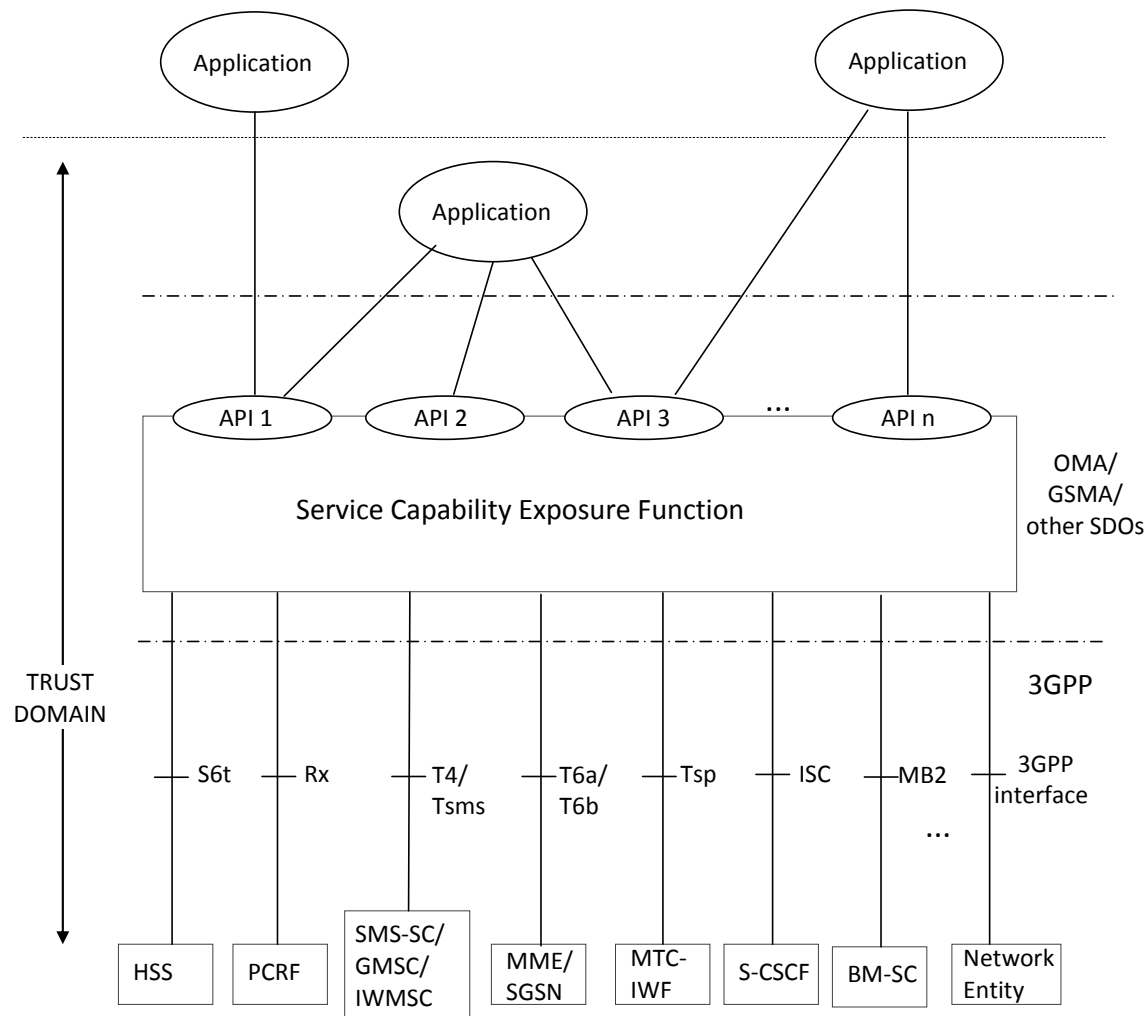 Application
Application
Application
API 1
API 2
API 3
...
API n
Service Capability Exposure Function
OMA/
GSMA/
other SDOs
TRUST
DOMAIN
3GPP
S6t
Rx
T4/
Tsms
T6a/
T6b
Tsp
ISC
MB2
3GPP
interface
...
HSS
PCRF
SMS-SC/
GMSC/
IWMSC
MME/
SGSN
MTC-
IWF
S-CSCF
BM-SC
Network
Entity